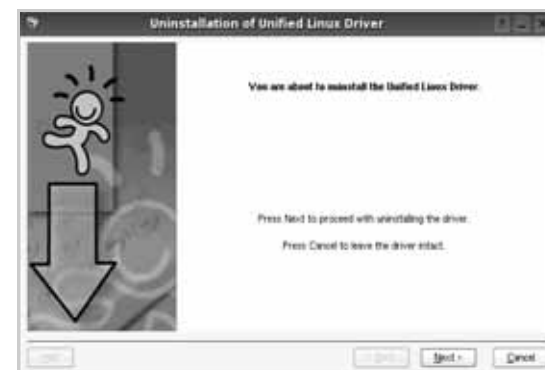 Uninstallation of Unified Linux Driver
You are about to uninstall the Unified Linux Driver.
Press Next to proceed with uninstalling the driver.
Press Cancel to leave the driver intact.
Next >
Cancel